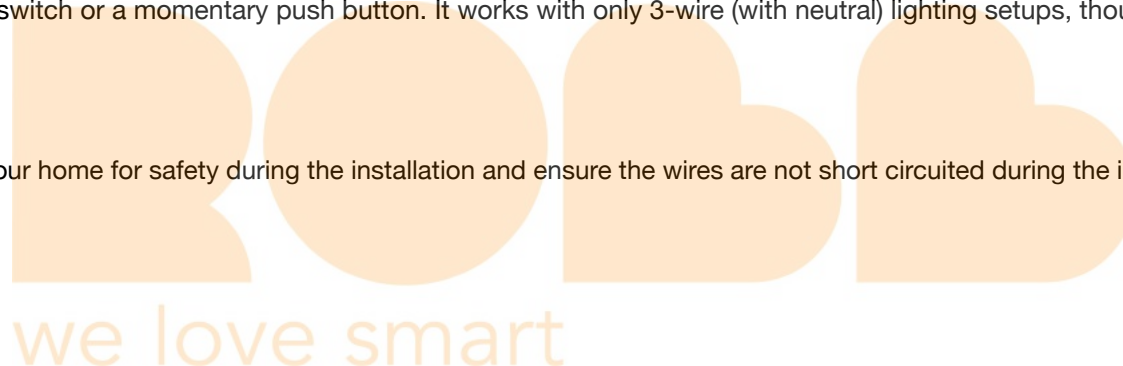 switch or a momentary push button. It works with only 3-wire (with neutral) lighting setups, thou
our home for safety during the installation and ensure the wires are not short circuited during the i
ROBB
we love smart